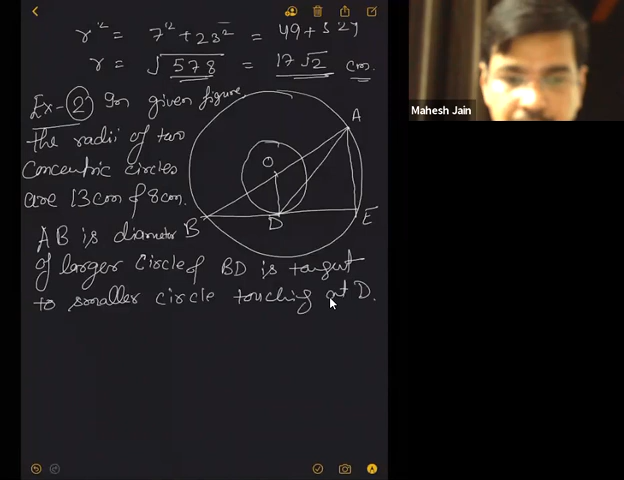 r² = 7² + 23² = 49 + 529
r = √578 = 17√2 cm
Ex-② In given figure,
the radii of two
Concentric circles
are 13cm & 8cm.
AB is diameter
of larger Circle & BD is tangent
to smaller circle touching at D.
A
O
B
D
E
Mahesh Jain